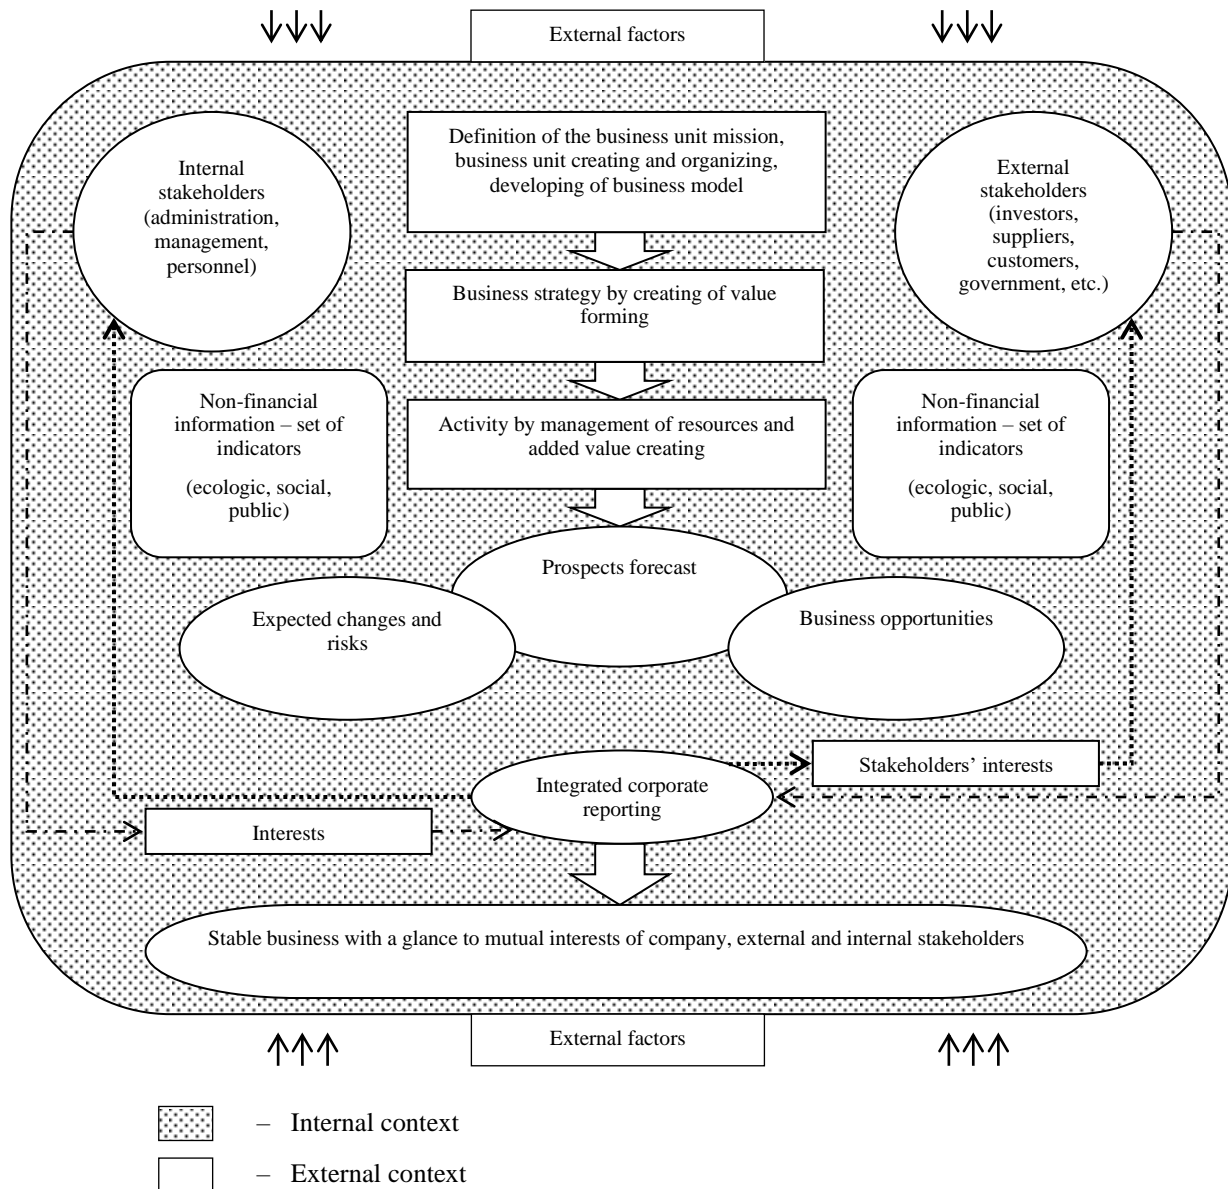 External factors
Internal
stakeholders
(administration,
management,
personnel)
Definition of the business unit mission,
business unit creating and organizing,
developing of business model
External
stakeholders
(investors,
suppliers,
customers,
government, etc.)
Business strategy by creating of value
forming
Non-financial
information – set of
indicators
(ecologic, social,
public)
Activity by management of resources and
added value creating
Non-financial
information – set of
indicators
(ecologic, social,
public)
Prospects forecast
Expected changes and
risks
Business opportunities
Stakeholders’ interests
Integrated corporate
reporting
Interests
Stable business with a glance to mutual interests of company, external and internal stakeholders
External factors
– Internal context
– External context